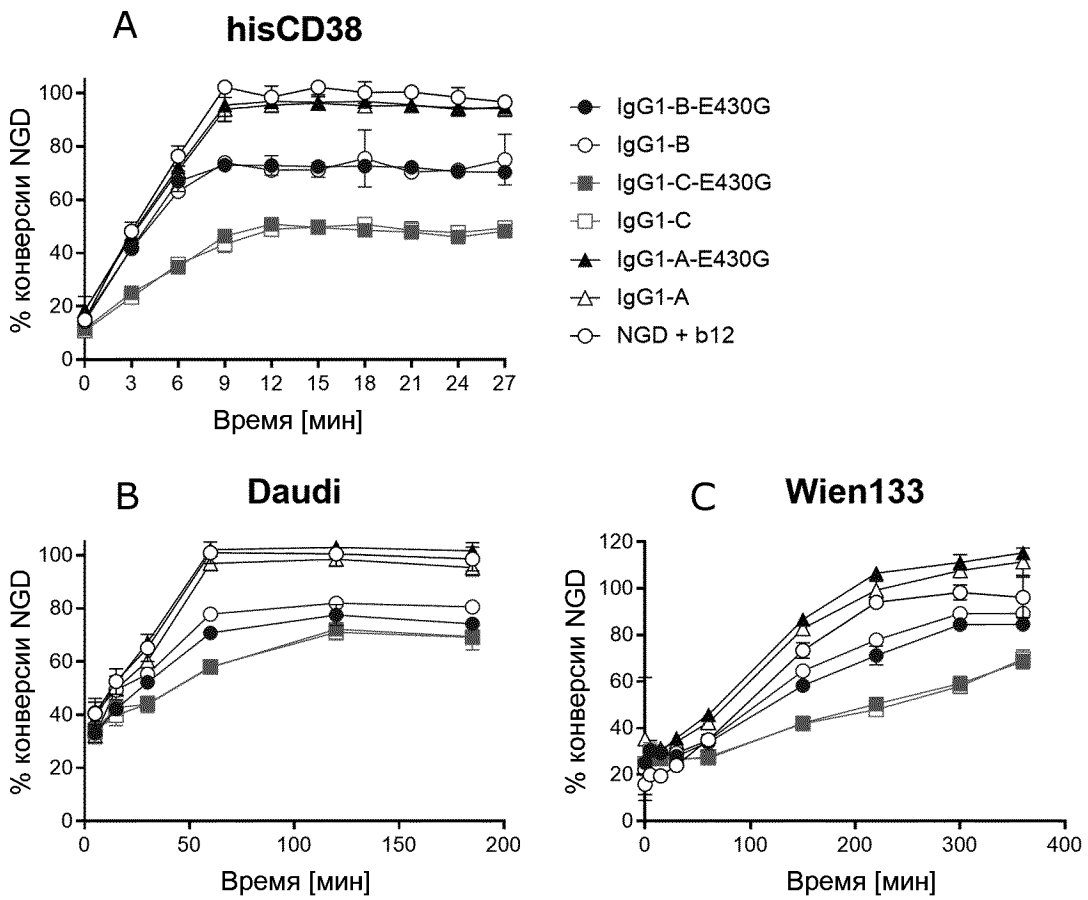 A
hisCD38
% конверсии NGD
100
80
60
40
20
0
0 3 6 9 12 15 18 21 24 27
Время [мин]
IgG1-B-E430G
IgG1-B
IgG1-C-E430G
IgG1-C
IgG1-A-E430G
IgG1-A
NGD + b12
B
Daudi
% конверсии NGD
100
80
60
40
20
0
0 50 100 150 200
Время [мин]
C
Wien133
% конверсии NGD
120
100
80
60
40
20
0
0 100 200 300 400
Время [мин]